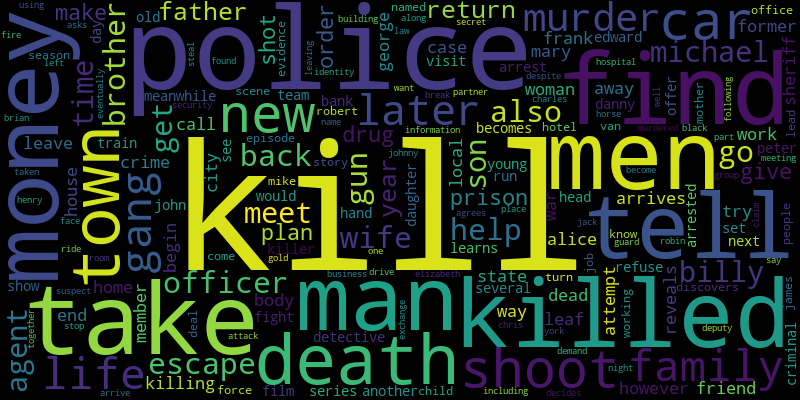 kill
police
find
killed
man
men
take
tell
death
money
town
shoot
family
car
new
murder
life
gang
officer
escape
later
also
go
get
back
help
wife
brother
father
return
michael
billy
agent
son
gun
meet
plan
prison
year
drug
time
shot
order
george
case
visit
mary
frank
edward
former
office
building
named
along
law
secret
using
make
day
old
season
left
fire
asks
eventually
brian
taken
leave
train
meanwhile
crime
call
city
see
john
house
henry
face
ride
room
show
suspect
end
home
member
begin
come
killer
mike
would
hand
story
episode
team
scene
security
name
evidence
steal
found
identity
want
arrest
despite
partner
charles
bank
robert
information
break
becomes
hotel
van
woman
away
danny
offer
mother
hospital
well
following
sheriff
lead
peter
meeting
work
part
murdered
black
horse
give
local
young
run
johnny
daughter
learns
agrees
place
war
head
arrives
alice
job
jack
know
guard
robin
try
set
next
arrested
people
claim
say
group
become
state
several
dead
way
turn
leaf
attempt
refuse
working
reveals
discovers
james
criminal
deputy
york
chris
night
demand
decides
however
friend
including
child
another
series
film
force
killing
body
fight
detective
attack
deal
arrive
together
stop
gold
one
business
drive
elizabeth
exchange